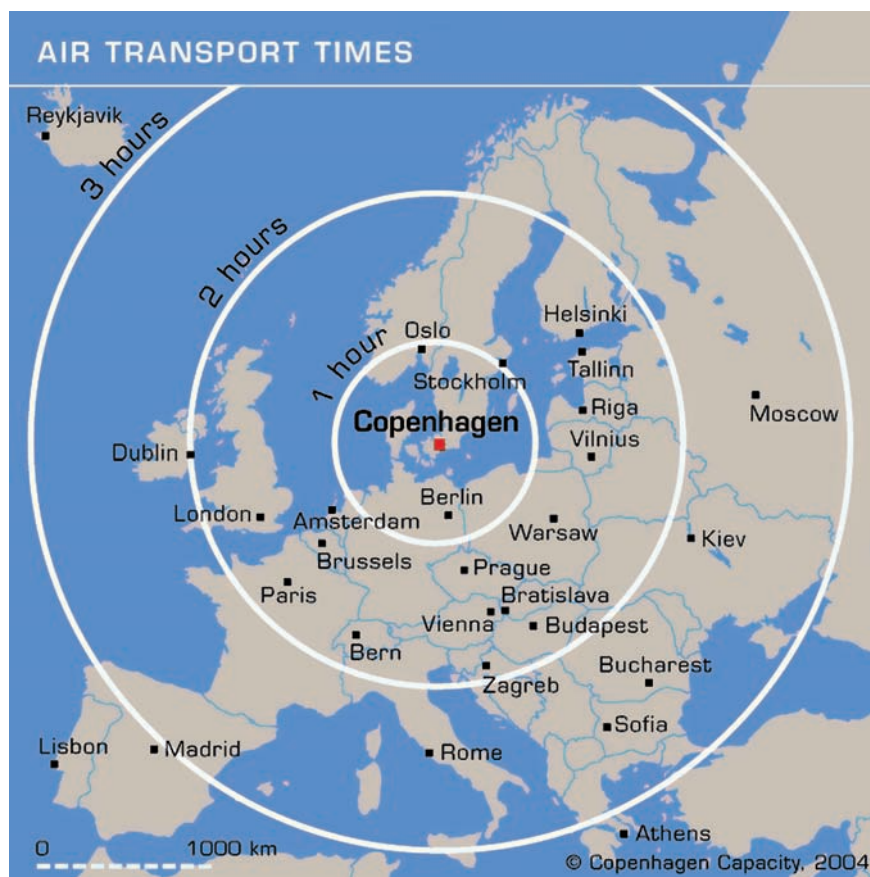 AIR TRANSPORT TIMES
Reykjavik
3 hours
2 hours
1 hour
Helsinki
Oslo
Tallinn
Stockholm
Copenhagen
Riga
Moscow
Vilnius
Dublin
Berlin
London
Amsterdam
Warsaw
Kiev
Brussels
Prague
Paris
Bratislava
Vienna
Budapest
Bern
Bucharest
Zagreb
Sofia
Lisbon
Madrid
Rome
Athens
0 1000 km
© Copenhagen Capacity, 2004